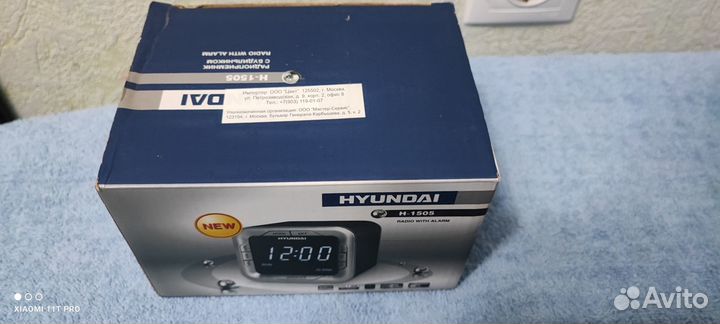 РАДИОПРИЕМНИК
С БУДИЛЬНИКОМ
RADIO WITH ALARM
H-1505
DAI
Импортер: ООО "Цвет", 125502, г. Москва,
ул. Петрозаводская, д. 9, корп. 2, офис 8
Тел.: +7(903) 119-01-07
Уполномоченная организация: ООО "Мастер-Сервис",
123154, г. Москва, бульвар Генерала Карбышева, д. 5, к. 2
HYUNDAI
H-1505
RADIO WITH ALARM
NEW
HYUNDAI
12:00
XIAOMI 11T PRO
Avito